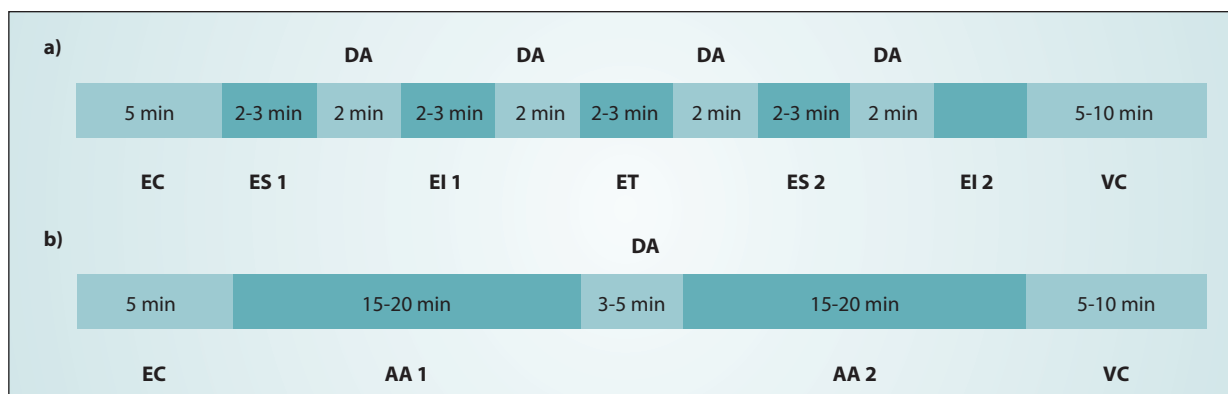 a)
DA DA DA DA
5 min 2-3 min 2 min 2-3 min 2 min 2-3 min 2 min 2-3 min 2 min 5-10 min
EC ES 1 EI 1 ET ES 2 EI 2 VC
b)
DA
5 min 15-20 min 3-5 min 15-20 min 5-10 min
EC AA 1 AA 2 VC